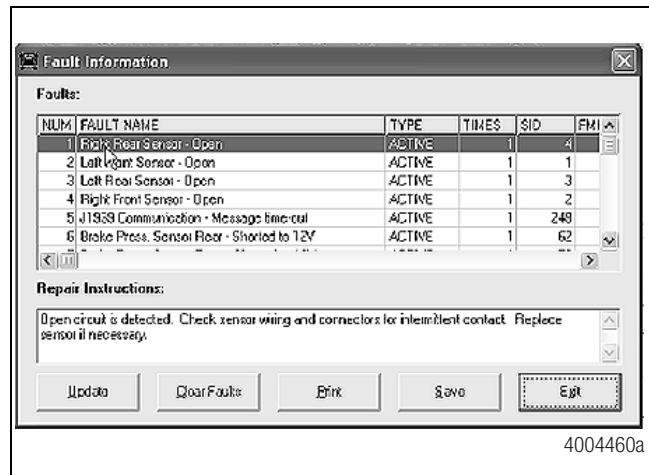 Fault Information
Faults:
NUM FAULT NAME TYPE TIMES SID FMI
1 Right Rear Sensor - Open ACTIVE 1 4
2 Left Front Sensor - Open ACTIVE 1 1
3 Left Rear Sensor - Open ACTIVE 1 3
4 Right Front Sensor - Open ACTIVE 1 2
5 J1939 Communication - Message time-out ACTIVE 1 249
6 Brake Press. Sensor Rear - Shorted to 12V ACTIVE 1 62
Repair Instructions:
Open circuit is detected. Check sensor wiring and connectors for intermittent contact. Replace
sensor if necessary.
Update Clear Faults Print Save Exit
4004460a